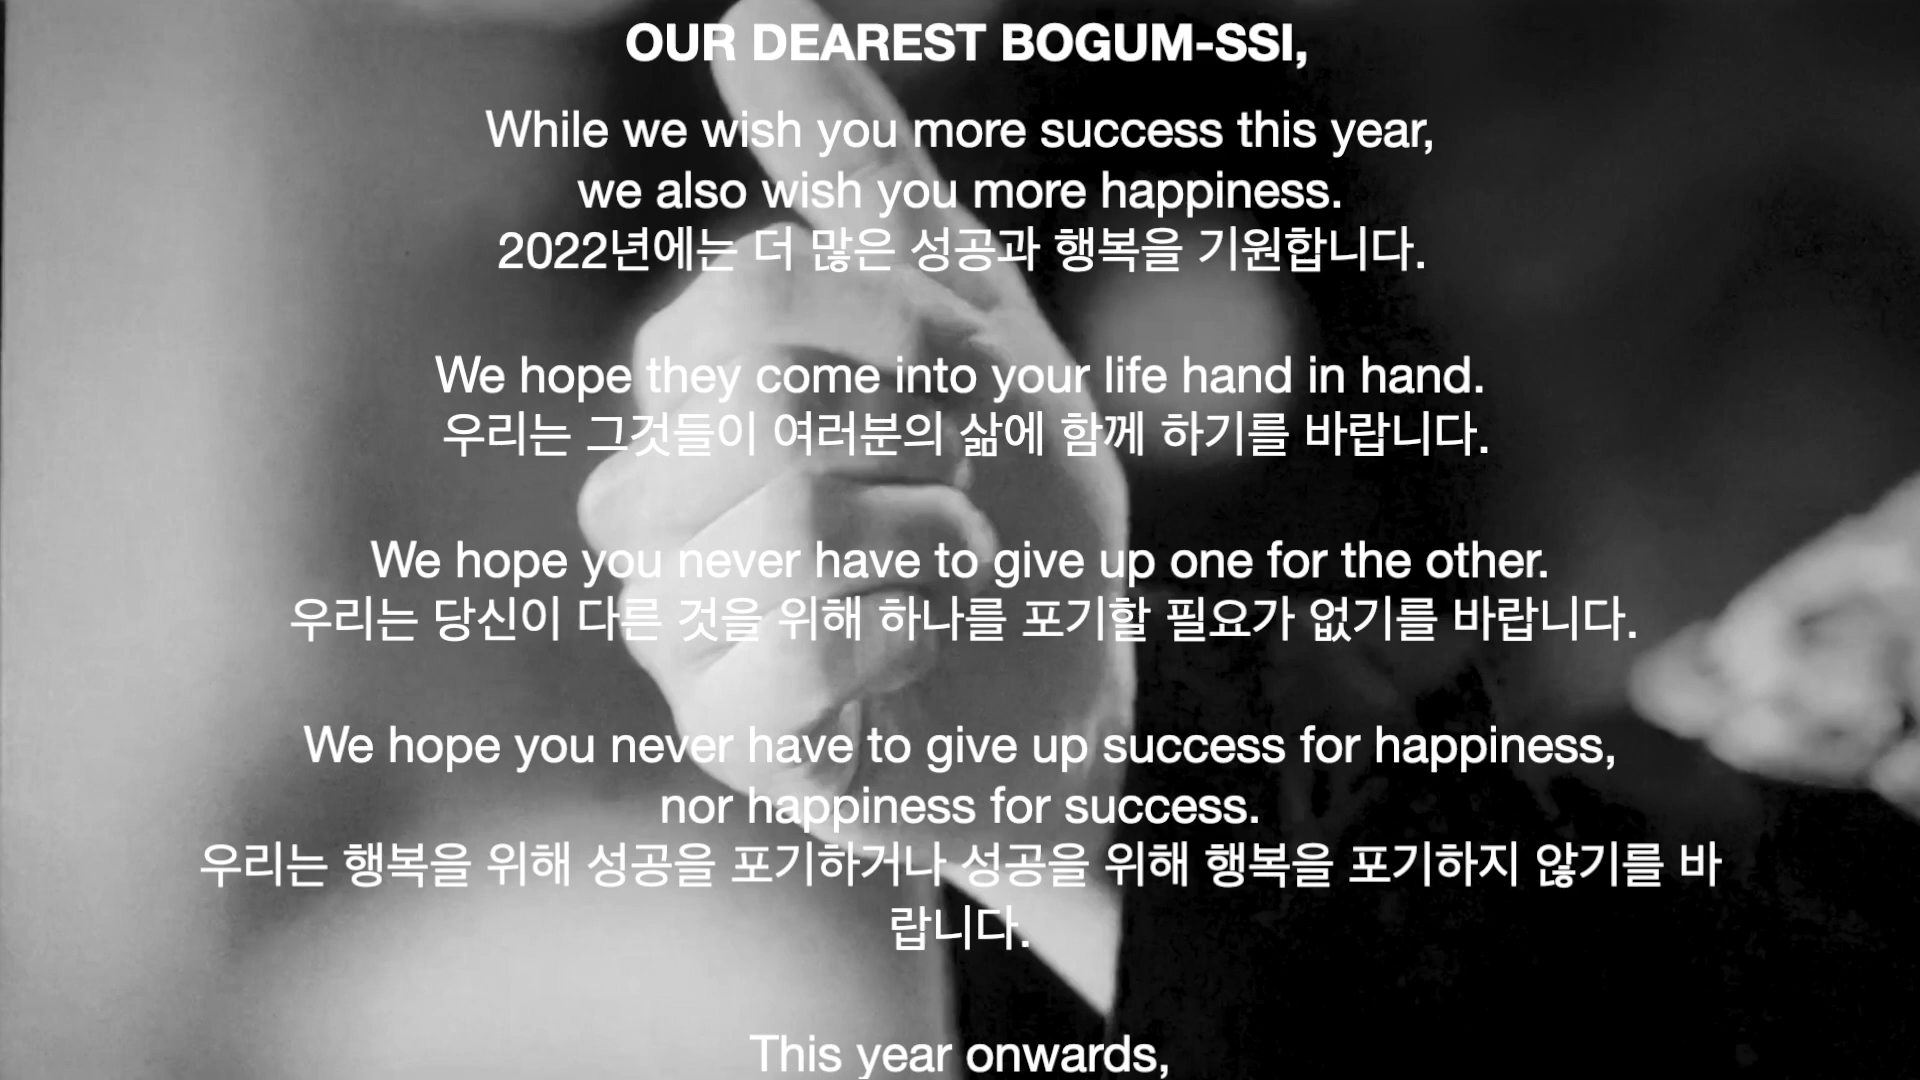 OUR DEAREST BOGUM-SSI,
While we wish you more success this year,
we also wish you more happiness.
2022년에는 더 많은 성공과 행복을 기원합니다.
We hope they come into your life hand in hand.
우리는 그것들이 여러분의 삶에 함께 하기를 바랍니다.
We hope you never have to give up one for the other.
우리는 당신이 다른 것을 위해 하나를 포기할 필요가 없기를 바랍니다.
We hope you never have to give up success for happiness,
nor happiness for success.
우리는 행복을 위해 성공을 포기하거나 성공을 위해 행복을 포기하지 않기를 바
랍니다.
This year onwards,